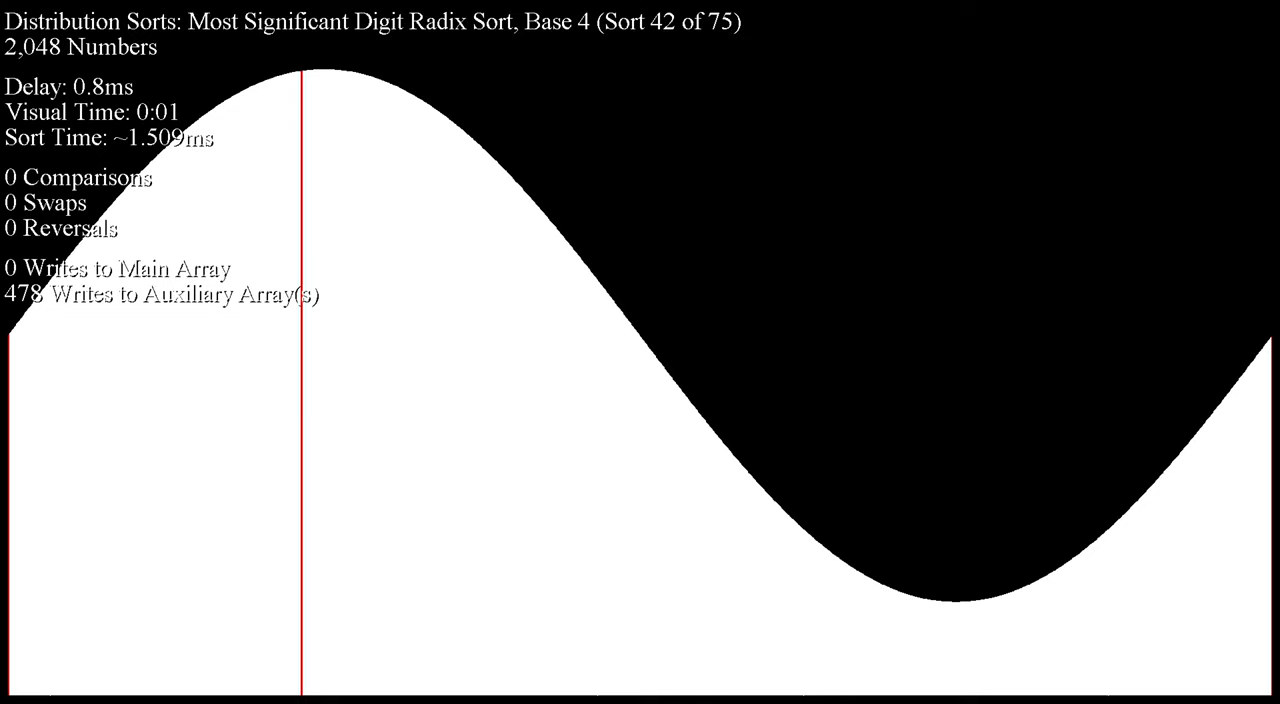 Distribution Sorts: Most Significant Digit Radix Sort, Base 4 (Sort 42 of 75)
2,048 Numbers
Delay: 0.8ms
Visual Time: 0:01
Sort Time: ~1.509ms
0 Comparisons
0 Swaps
0 Reversals
0 Writes to Main Array
478 Writes to Auxiliary Array(s)